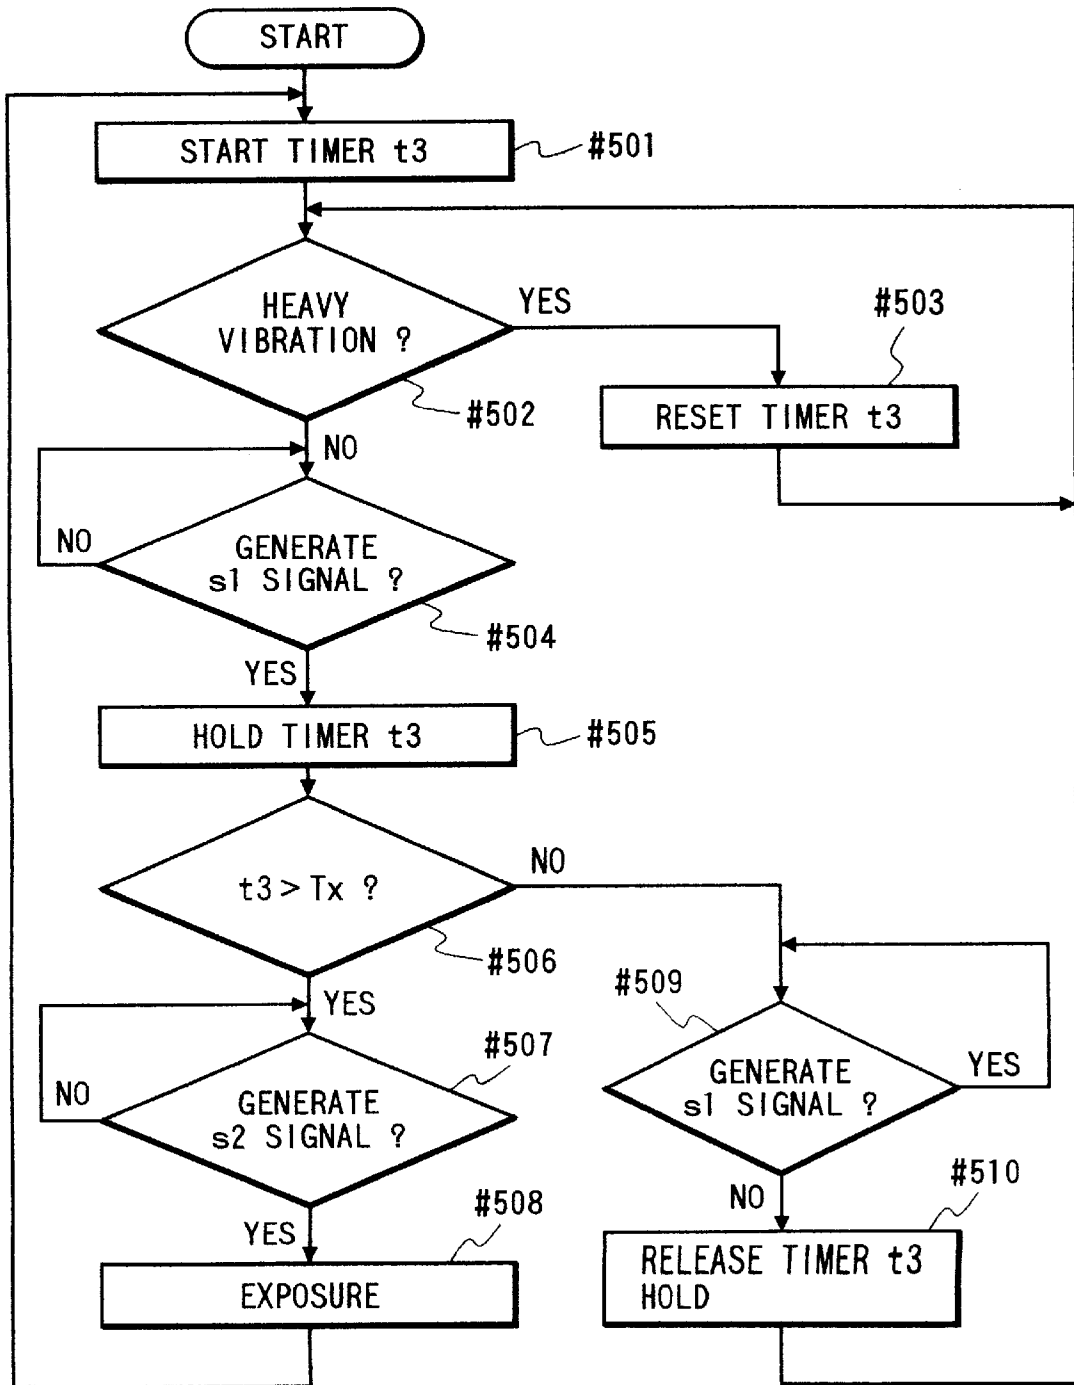 START
START TIMER t3
#501
HEAVY
VIBRATION ?
YES
#502
#503
RESET TIMER t3
NO
GENERATE
s1 SIGNAL ?
NO
#504
YES
HOLD TIMER t3
#505
t3 > Tx ?
NO
#506
YES
#507
GENERATE
s2 SIGNAL ?
NO
YES
#508
EXPOSURE
#509
GENERATE
s1 SIGNAL ?
YES
NO
#510
RELEASE TIMER t3
HOLD